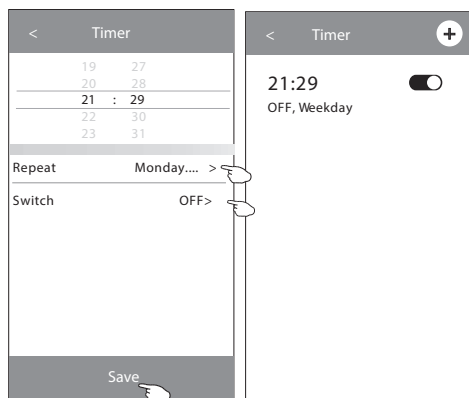 < Timer
19 27
20 28
21 : 29
22 30
23 31
Repeat Monday.... >
Switch OFF>
Save
< Timer +
21:29
OFF, Weekday